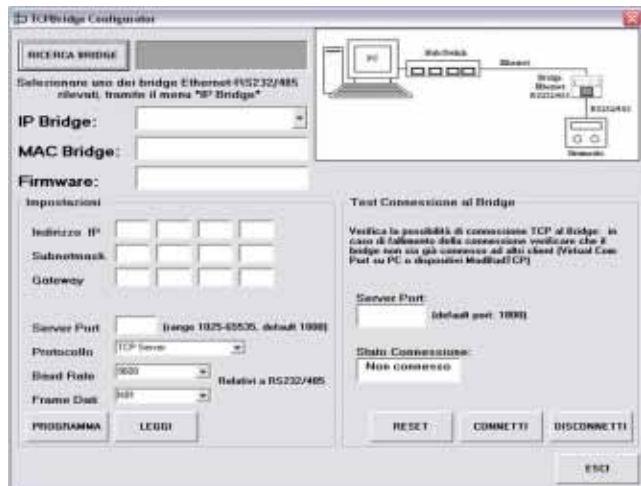 TCPBridge Configurator
RICERCA BRIDGE
Selezionare uno dei bridge Ethernet-RS232/485
rilevati, tramite il menu "IP Bridge"
IP Bridge:
MAC Bridge:
Firmware:
PC
Hub/Switch
Ethernet
Bridge
Ethernet
RS232/485
RS232/485
Strumento
Impostazioni
Indirizzo IP
Subnetmask
Gateway
Server Port
(range 1025-65535, default 1800)
Protocollo
TCP Server
Baud Rate
9600
Relativi a RS232/485
Frame Dati
8,N,1
PROGRAMMA
LEGGI
Test Connessione al Bridge
Verifica la possibilità di connessione TCP al Bridge: in
caso di fallimento della connessione verificare che il
bridge non sia già connesso ad altri client (Virtual Com
Port su PC o dispositivi ModBusTCP)
Server Port:
(default port: 1800)
Stato Connessione:
Non connesso
RESET
CONNETTI
DISCONNETTI
ESCI